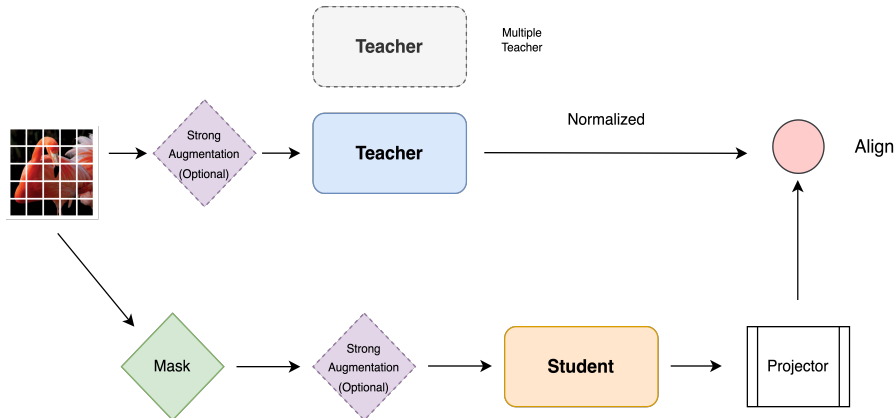 Teacher
Multiple
Teacher
Strong
Augmentation
(Optional)
Teacher
Normalized
Align
Mask
Strong
Augmentation
(Optional)
Student
Projector